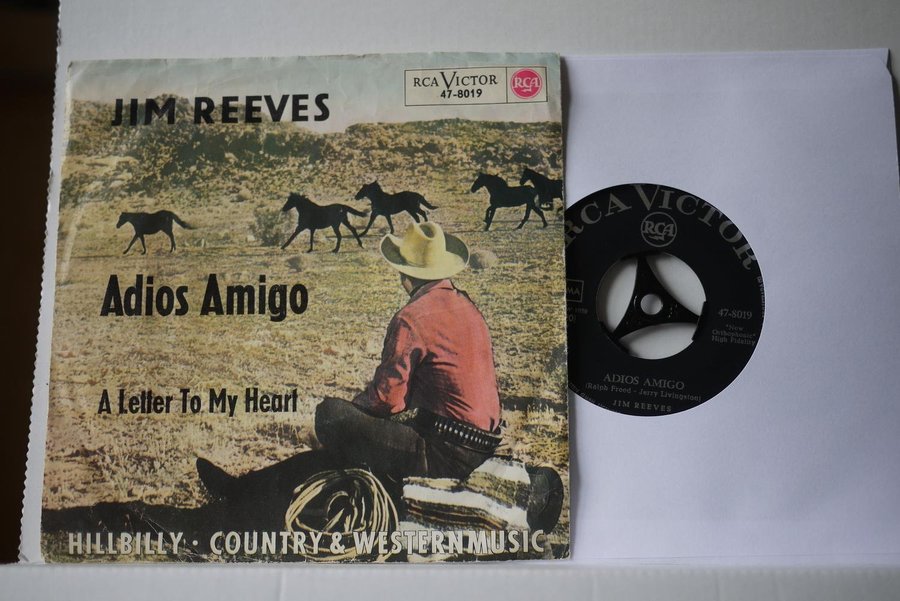 RCA VICTOR
47-8019
RCA
JIM REEVES
Adios Amigo
A Letter To My Heart
HILLBILLY · COUNTRY & WESTERNMUSIC
RCA VICTOR
RCA
47-8019
"New
Orthophonic"
High Fidelity
ADIOS AMIGO
(Ralph Freed - Jerry Livingston)
JIM REEVES